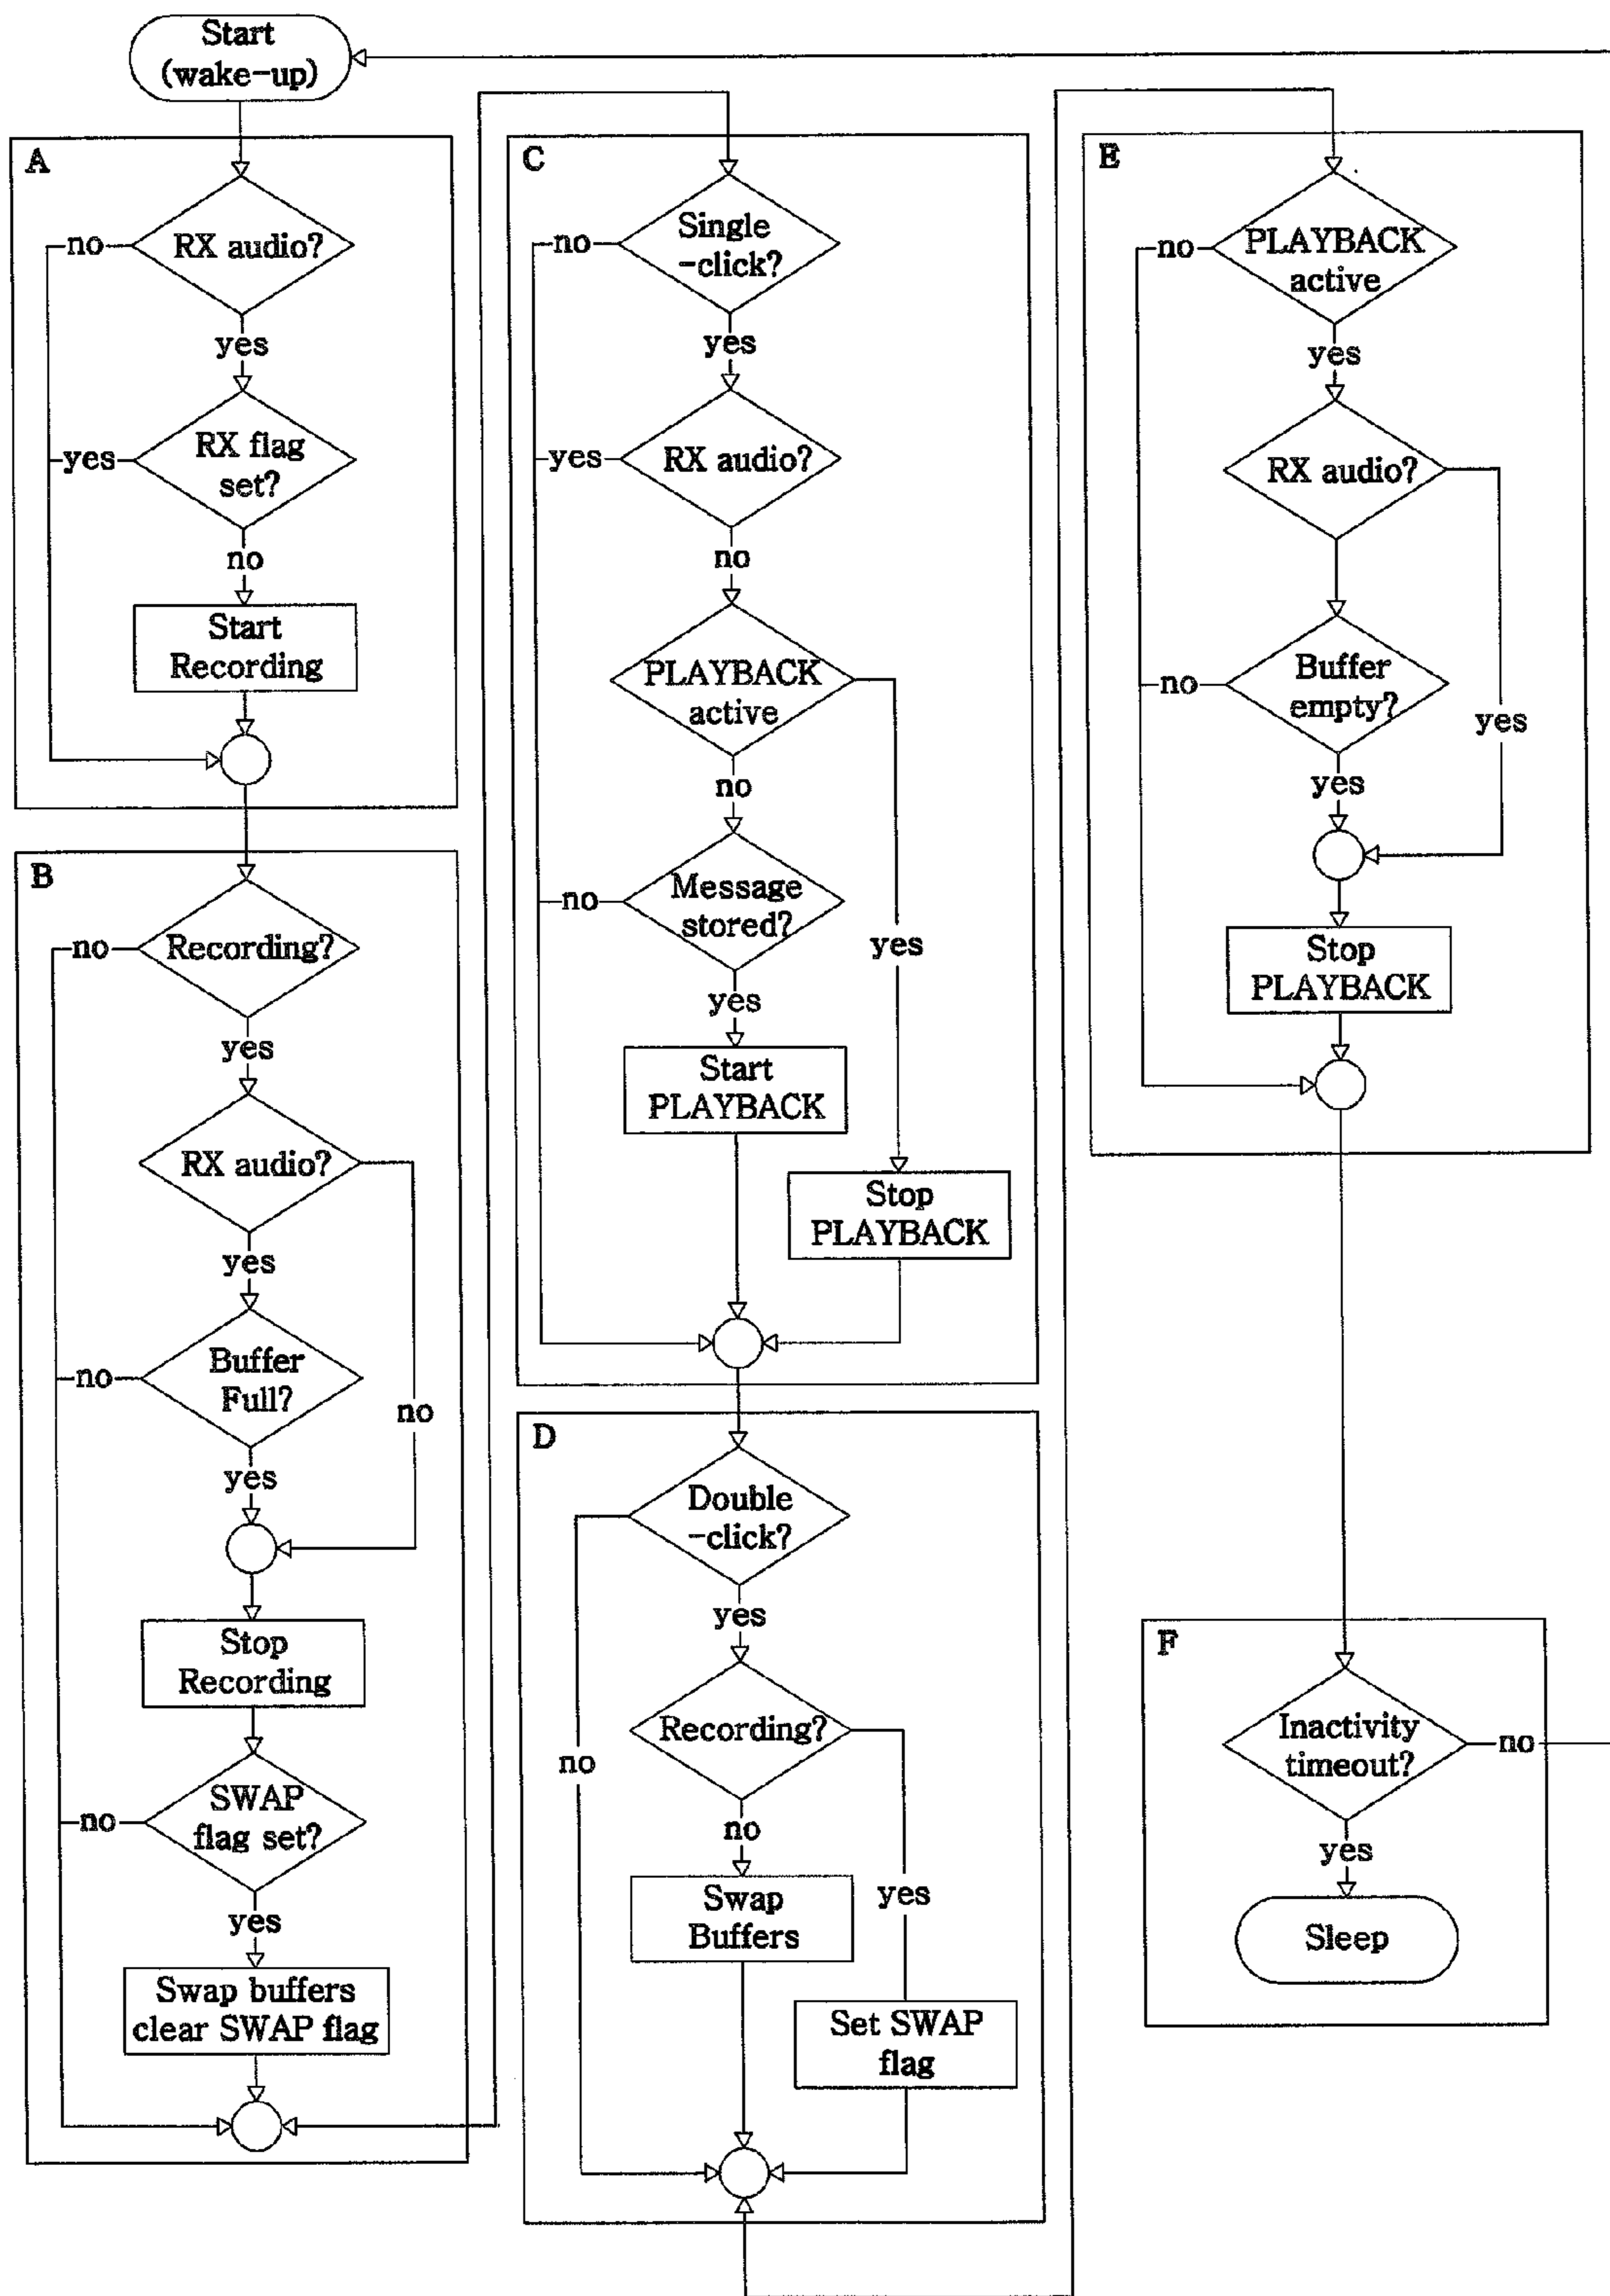 Start
(wake-up)
A
RX audio?
no
yes
RX flag
set?
yes
no
Start
Recording
B
Recording?
no
yes
RX audio?
yes
no
Buffer
Full?
no
yes
Stop
Recording
SWAP
flag set?
no
yes
Swap buffers
clear SWAP flag
C
Single
-click?
no
yes
RX audio?
yes
no
PLAYBACK
active
no
yes
Message
stored?
no
yes
Start
PLAYBACK
Stop
PLAYBACK
D
Double
-click?
no
yes
Recording?
no
yes
Swap
Buffers
Set SWAP
flag
E
PLAYBACK
active
no
yes
RX audio?
yes
Buffer
empty?
no
yes
Stop
PLAYBACK
F
Inactivity
timeout?
no
yes
Sleep